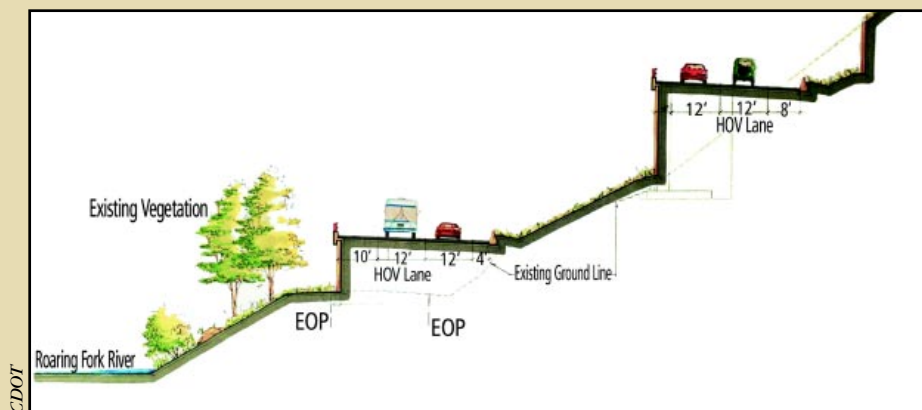 12' 12' 8'
HOV Lane
Existing Vegetation
10' 12' 12' 4'
HOV Lane
Existing Ground Line
EOP EOP
Roaring Fork River
CDOT